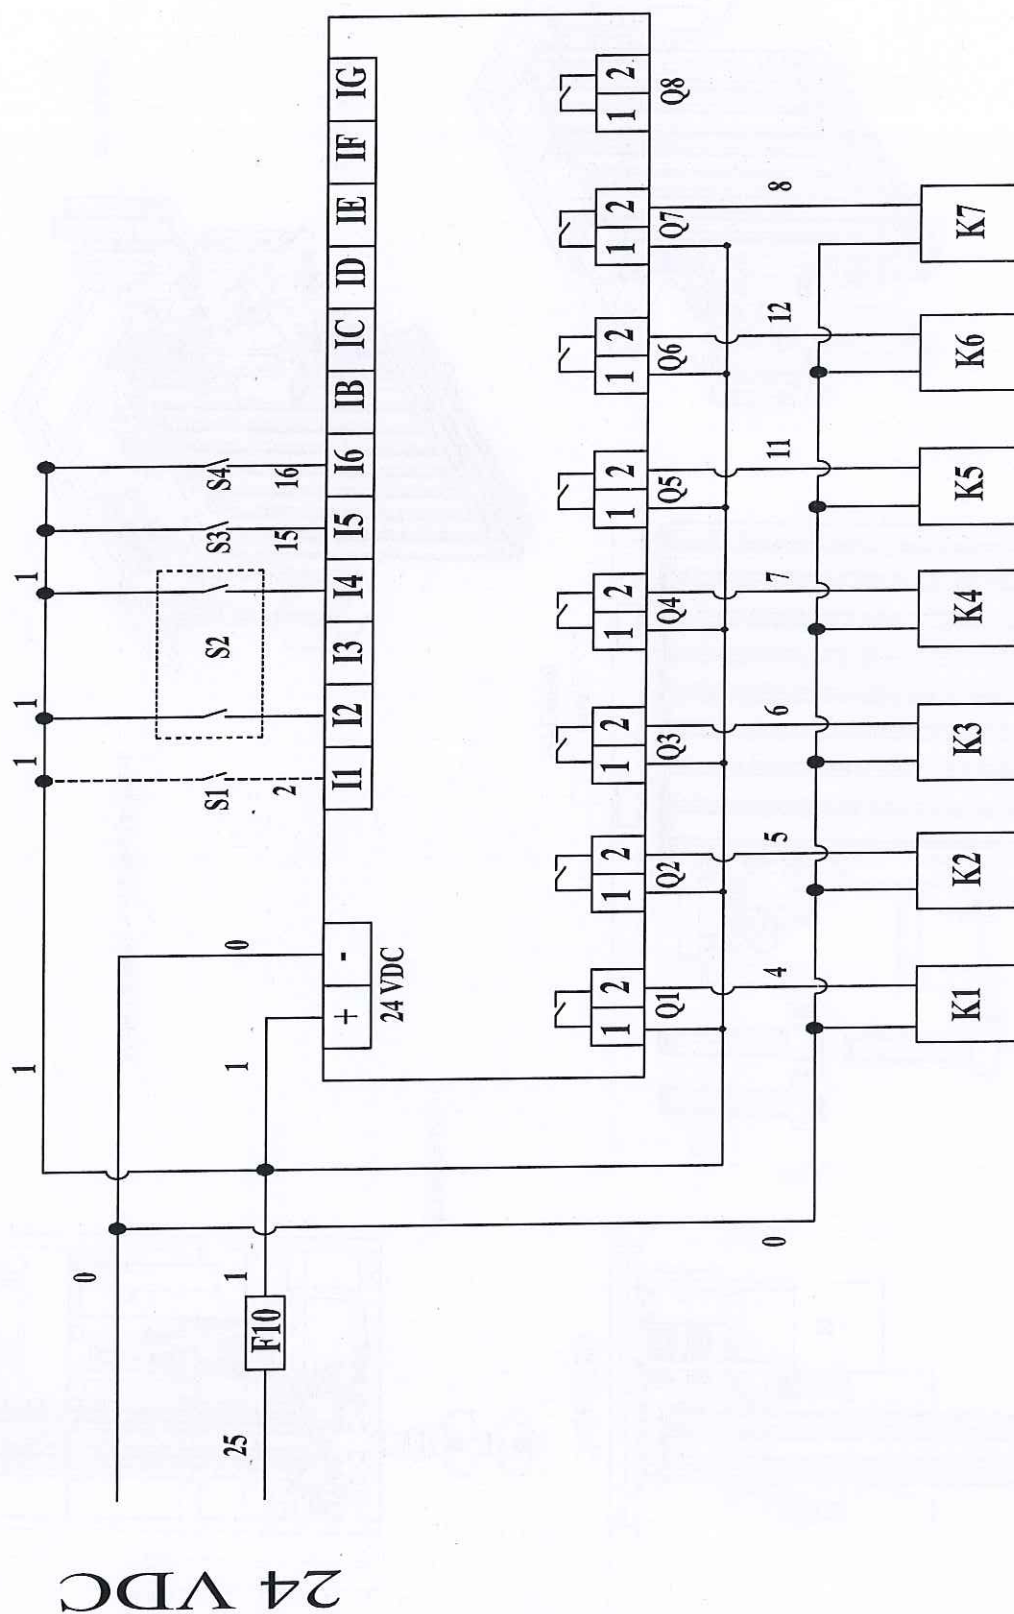 24 VDC
0
25
F10
1
0
1
1
1
1
0
S1
S2
S3
S4
2
15
16
+
-
I1
I2
I3
I4
I5
I6
IB
IC
ID
IE
IF
IG
24 VDC
1 2
1 2
1 2
1 2
1 2
1 2
1 2
1 2
Q1
Q2
Q3
Q4
Q5
Q6
Q7
Q8
0
4
5
6
7
11
12
8
K1
K2
K3
K4
K5
K6
K7